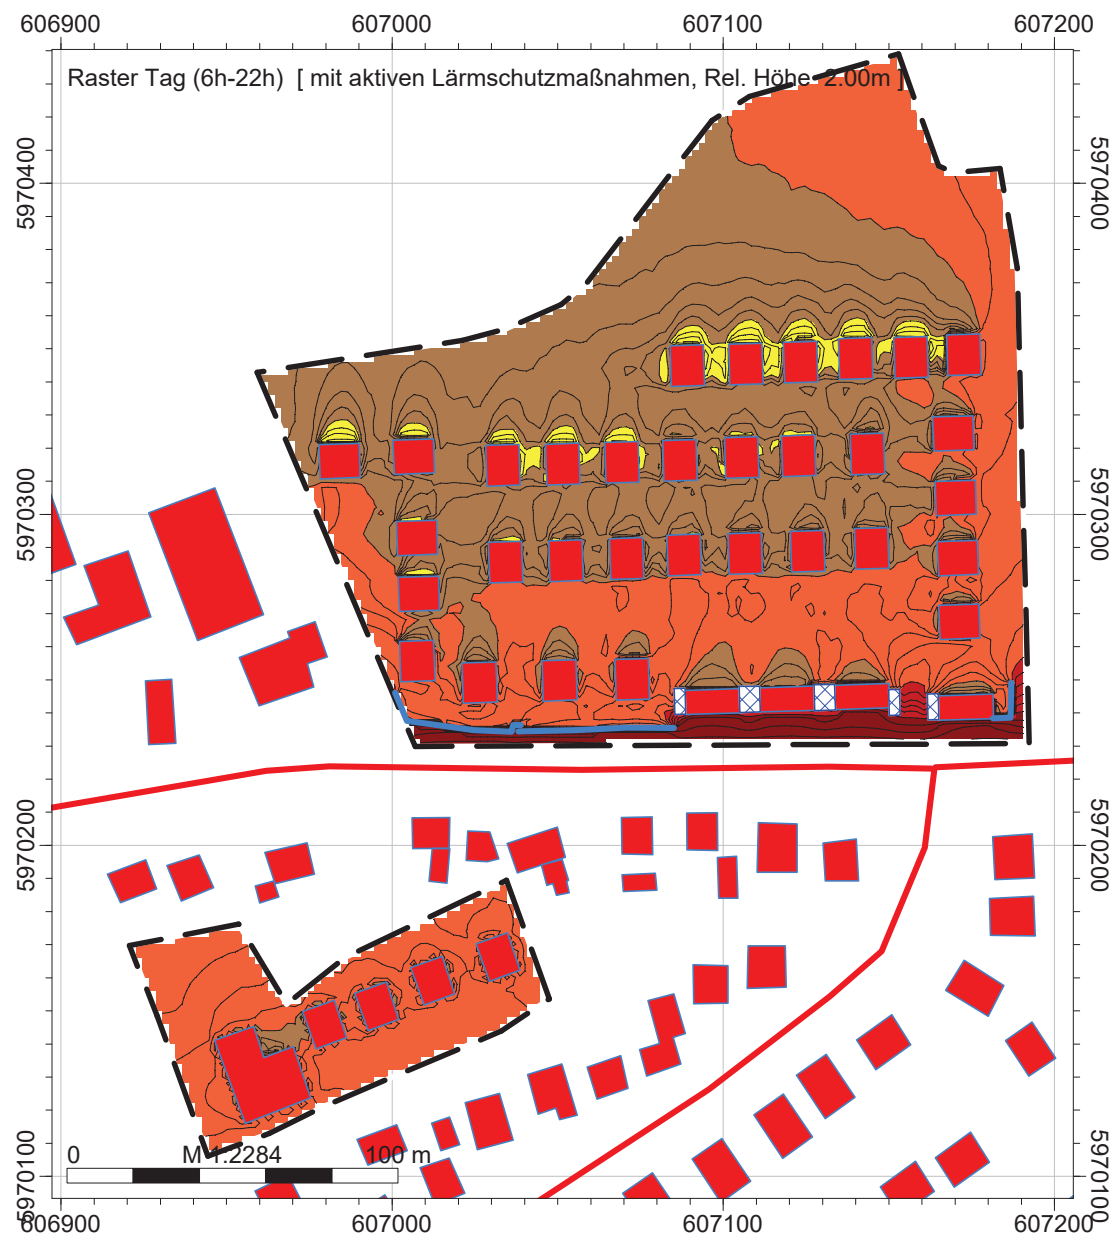 606900 607000 607100 607200
Raster Tag (6h-22h) [ mit aktiven Lärmschutzmaßnahmen, Rel. Höhe 2.00m ]
5970400 5970400
5970300 5970300
5970200 5970200
5970100 5970100
0 M 1:2284 100 m
606900 607000 607100 607200